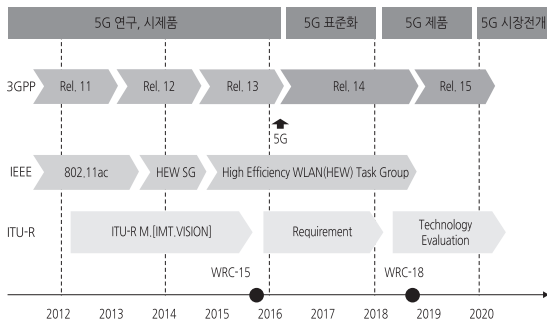 5G 연구, 시제품 5G 표준화 5G 제품 5G 시장전개
3GPP Rel. 11 Rel. 12 Rel. 13 Rel. 14 Rel. 15
5G
IEEE 802.11ac HEW SG High Efficiency WLAN(HEW) Task Group
ITU-R ITU-R M.[IMT.VISION] Requirement Technology
Evaluation
WRC-15 WRC-18
2012 2013 2014 2015 2016 2017 2018 2019 2020